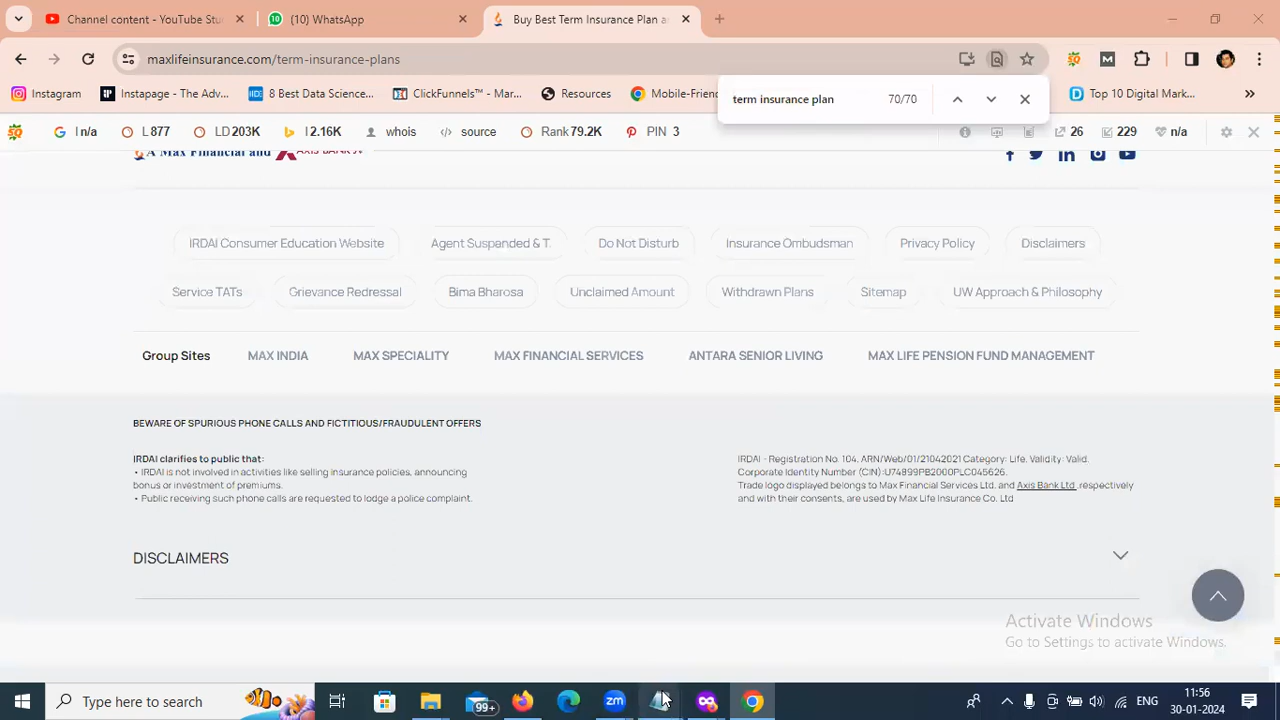 Channel content - YouTube Stu
(10) WhatsApp
Buy Best Term Insurance Plan a
maxlifeinsurance.com/term-insurance-plans
Instagram
Instapage - The Adv...
8 Best Data Science...
ClickFunnels™ - Mar...
Resources
Mobile-Frien
Top 10 Digital Mark...
term insurance plan
70/70
I n/a
L 877
LD 203K
I 2.16K
whois
source
Rank 79.2K
PIN 3
26
229
n/a
A Max Financial and AXIS BANK JV
IRDAI Consumer Education Website
Agent Suspended & T.
Do Not Disturb
Insurance Ombudsman
Privacy Policy
Disclaimers
Service TATs
Grievance Redressal
Bima Bharosa
Unclaimed Amount
Withdrawn Plans
Sitemap
UW Approach & Philosophy
Group Sites
MAX INDIA
MAX SPECIALITY
MAX FINANCIAL SERVICES
ANTARA SENIOR LIVING
MAX LIFE PENSION FUND MANAGEMENT
BEWARE OF SPURIOUS PHONE CALLS AND FICTITIOUS/FRAUDULENT OFFERS
IRDAI clarifies to public that:
• IRDAI is not involved in activities like selling insurance policies, announcing
bonus or investment of premiums.
• Public receiving such phone calls are requested to lodge a police complaint.
IRDAI - Registration No. 104. ARN/Web/01/21042021 Category: Life. Validity: Valid.
Corporate Identity Number (CIN):U74899PB2000PLC045626.
Trade logo displayed belongs to Max Financial Services Ltd. and Axis Bank Ltd. respectively
and with their consents, are used by Max Life Insurance Co. Ltd
DISCLAIMERS
Activate Windows
Go to Settings to activate Windows.
Type here to search
99+
zm
ENG
11:56
30-01-2024